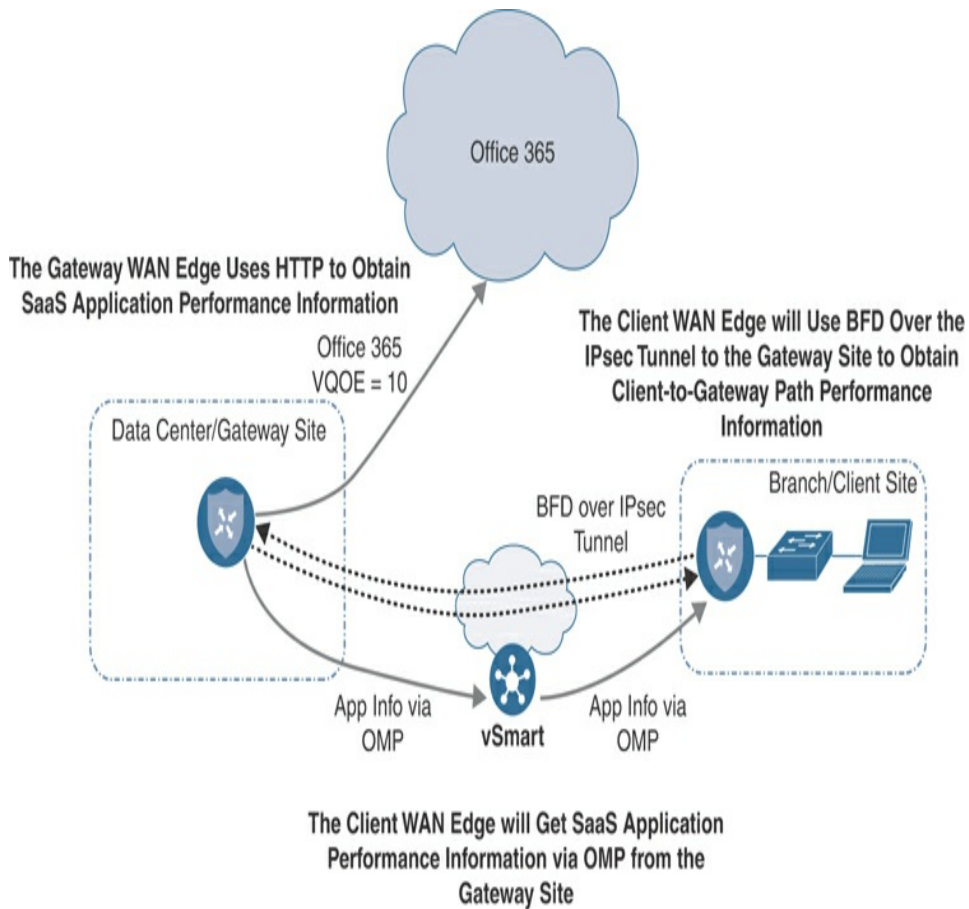 Office 365
The Gateway WAN Edge Uses HTTP to Obtain
SaaS Application Performance Information
Office 365
VQOE = 10
The Client WAN Edge will Use BFD Over the
IPsec Tunnel to the Gateway Site to Obtain
Client-to-Gateway Path Performance
Information
Data Center/Gateway Site
Branch/Client Site
BFD over IPsec
Tunnel
App Info via
OMP
vSmart
App Info via
OMP
The Client WAN Edge will Get SaaS Application
Performance Information via OMP from the
Gateway Site